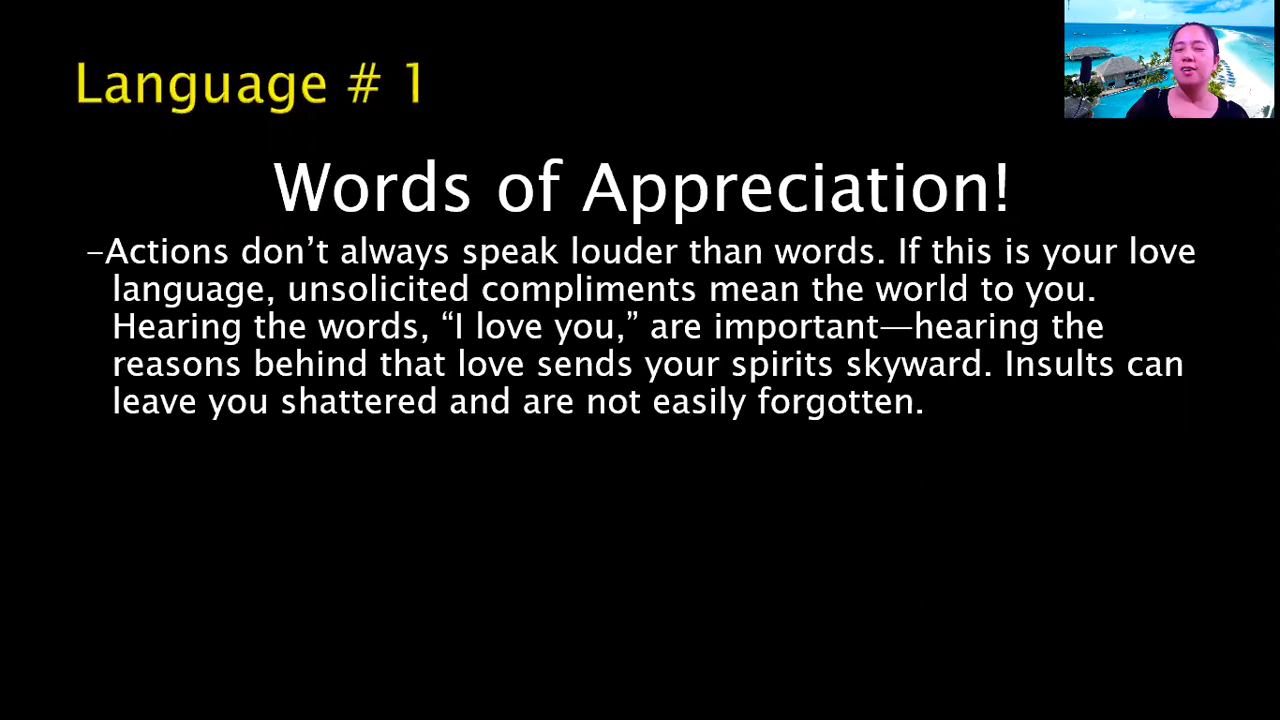 Language # 1
Words of Appreciation!
–Actions don’t always speak louder than words. If this is your love
language, unsolicited compliments mean the world to you.
Hearing the words, “I love you,” are important—hearing the
reasons behind that love sends your spirits skyward. Insults can
leave you shattered and are not easily forgotten.